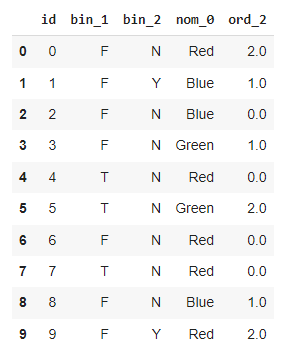 id bin_1 bin_2 nom_0 ord_2
0 0 F N Red 2.0
1 1 F Y Blue 1.0
2 2 F N Blue 0.0
3 3 F N Green 1.0
4 4 T N Red 0.0
5 5 T N Green 2.0
6 6 F N Red 0.0
7 7 T N Red 0.0
8 8 F N Blue 1.0
9 9 F Y Red 2.0